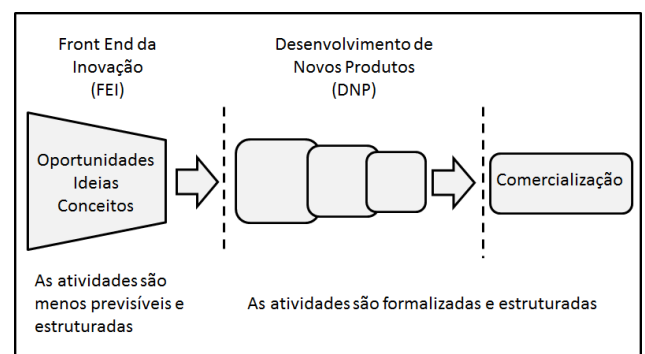 Front End da
Inovação
(FEI)
Desenvolvimento de
Novos Produtos
(DNP)
Oportunidades
Ideias
Conceitos
Comercialização
As atividades são
menos previsíveis e
estruturadas
As atividades são formalizadas e estruturadas